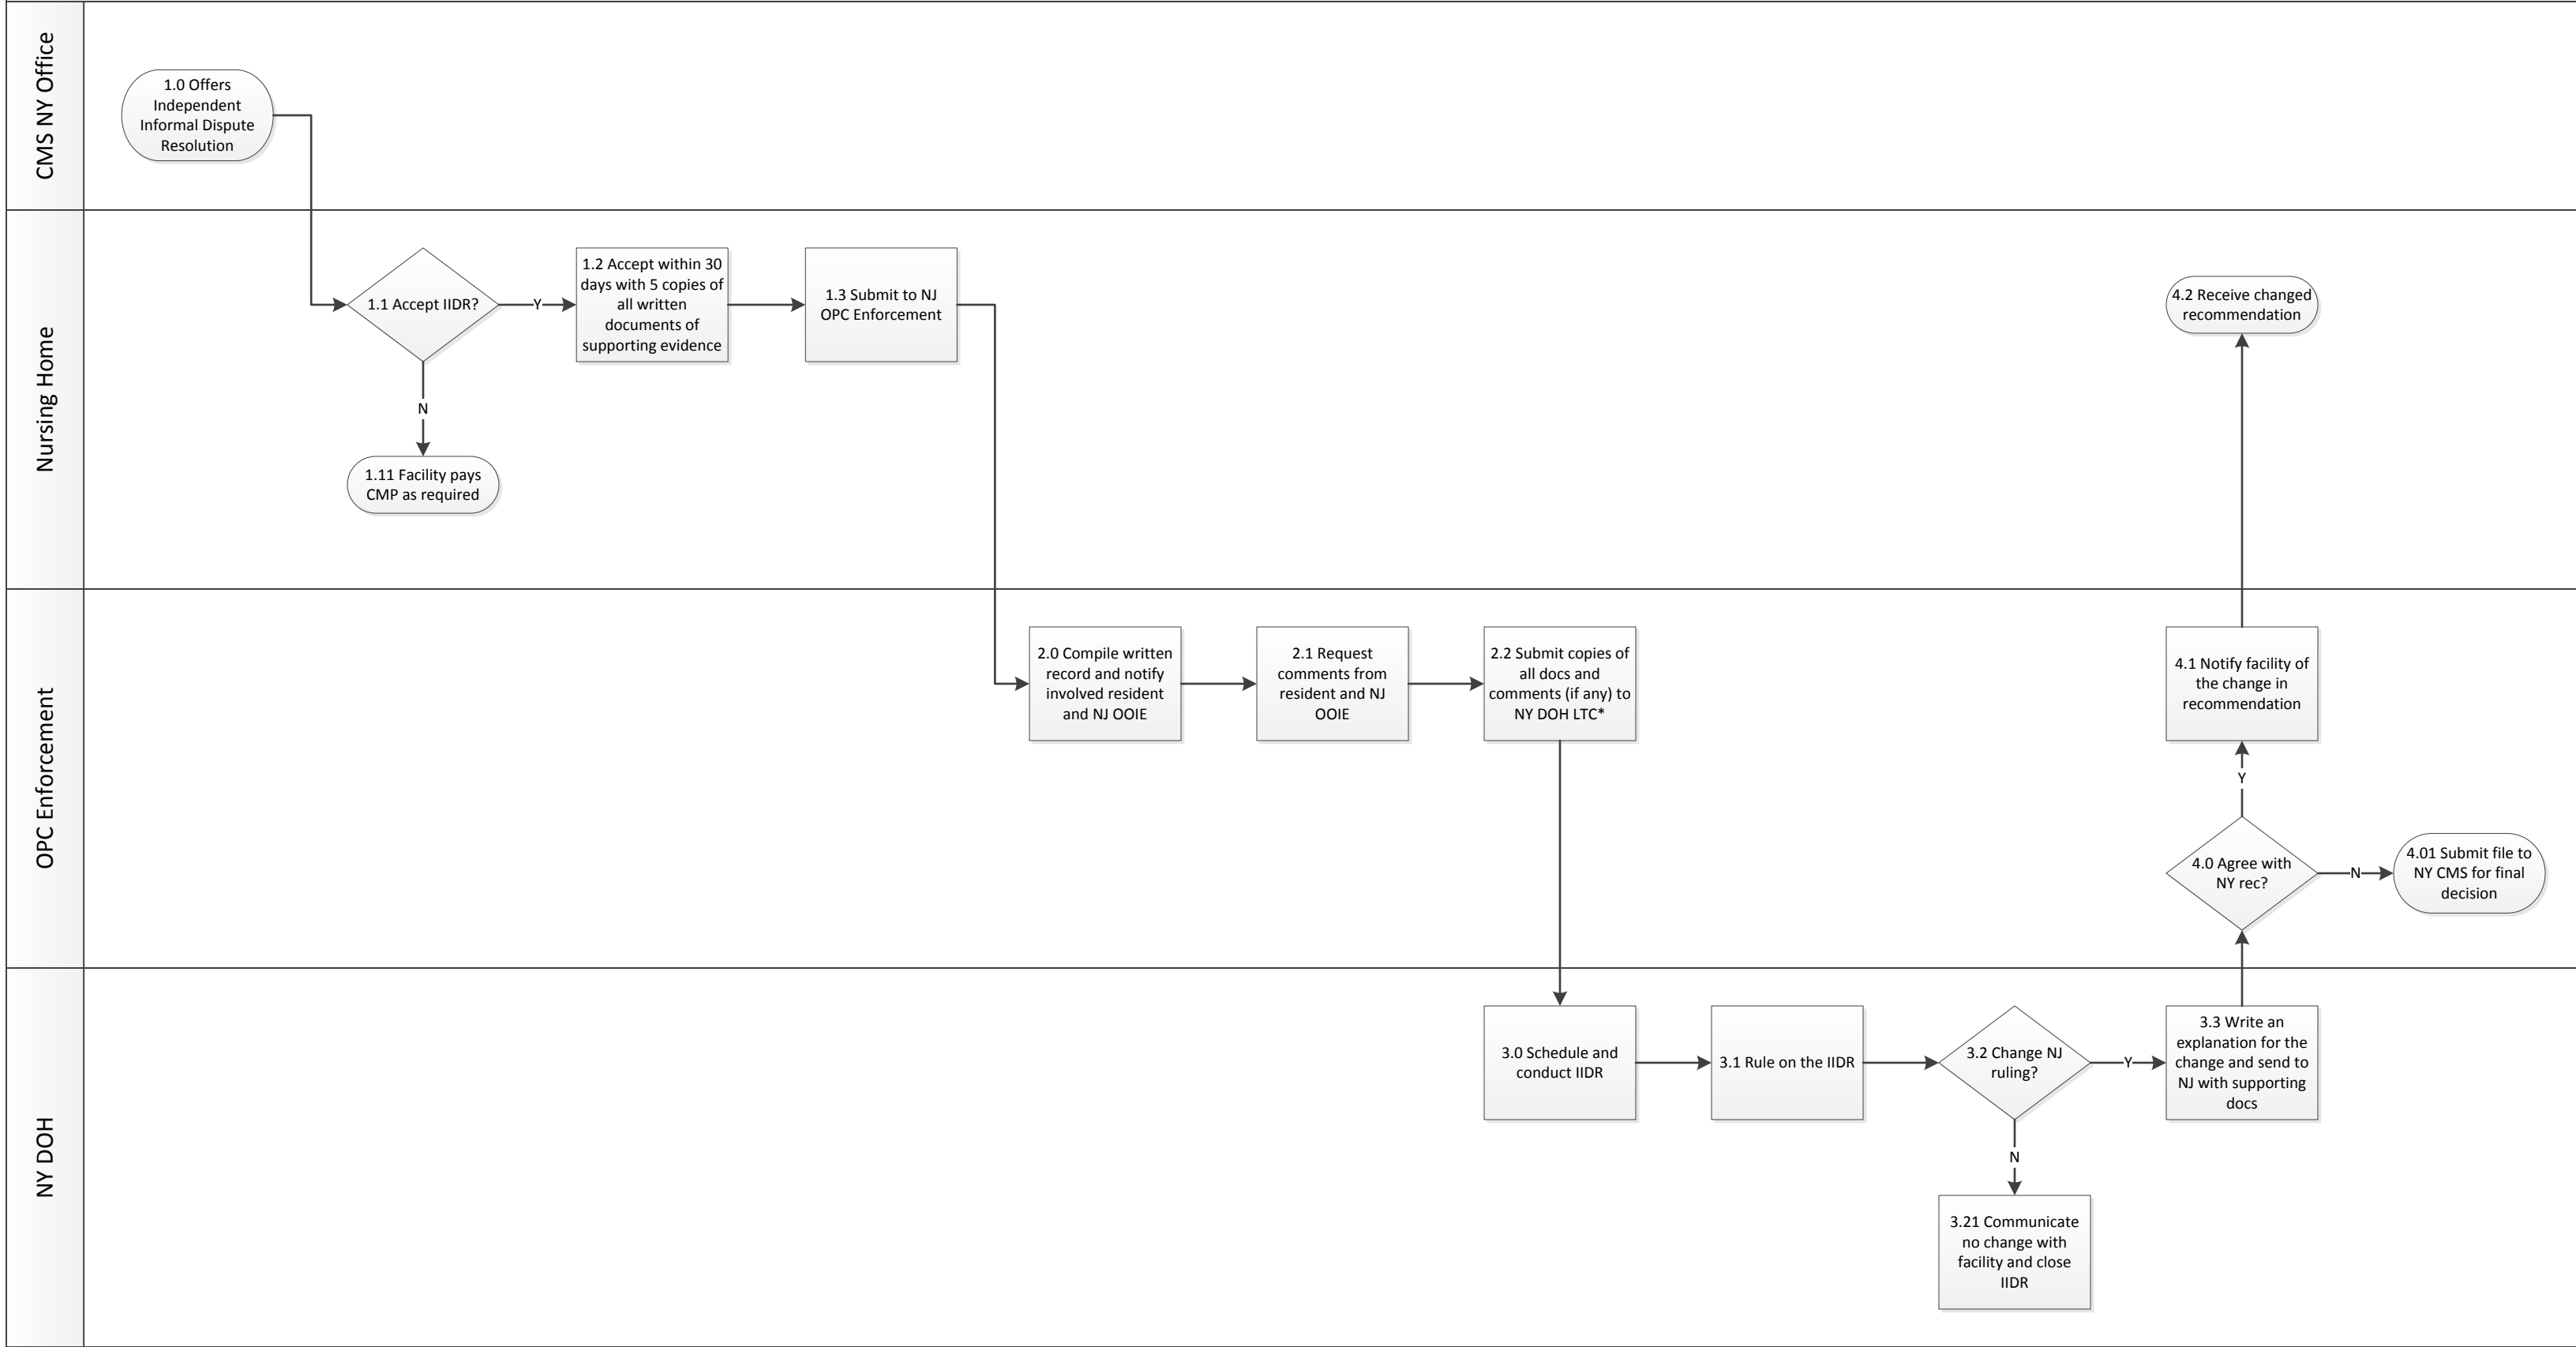 CMS NY Office
1.0 Offers
Independent
Informal Dispute
Resolution
Nursing Home
1.1 Accept IIDR?
Y
1.2 Accept within 30
days with 5 copies of
all written
documents of
supporting evidence
1.3 Submit to NJ
OPC Enforcement
N
1.11 Facility pays
CMP as required
4.2 Receive changed
recommendation
OPC Enforcement
2.0 Compile written
record and notify
involved resident
and NJ OOIE
2.1 Request
comments from
resident and NJ
OOIE
2.2 Submit copies of
all docs and
comments (if any) to
NY DOH LTC*
4.1 Notify facility of
the change in
recommendation
Y
4.0 Agree with
NY rec?
N
4.01 Submit file to
NY CMS for final
decision
NY DOH
3.0 Schedule and
conduct IIDR
3.1 Rule on the IIDR
3.2 Change NJ
ruling?
Y
3.3 Write an
explanation for the
change and send to
NJ with supporting
docs
N
3.21 Communicate
no change with
facility and close
IIDR